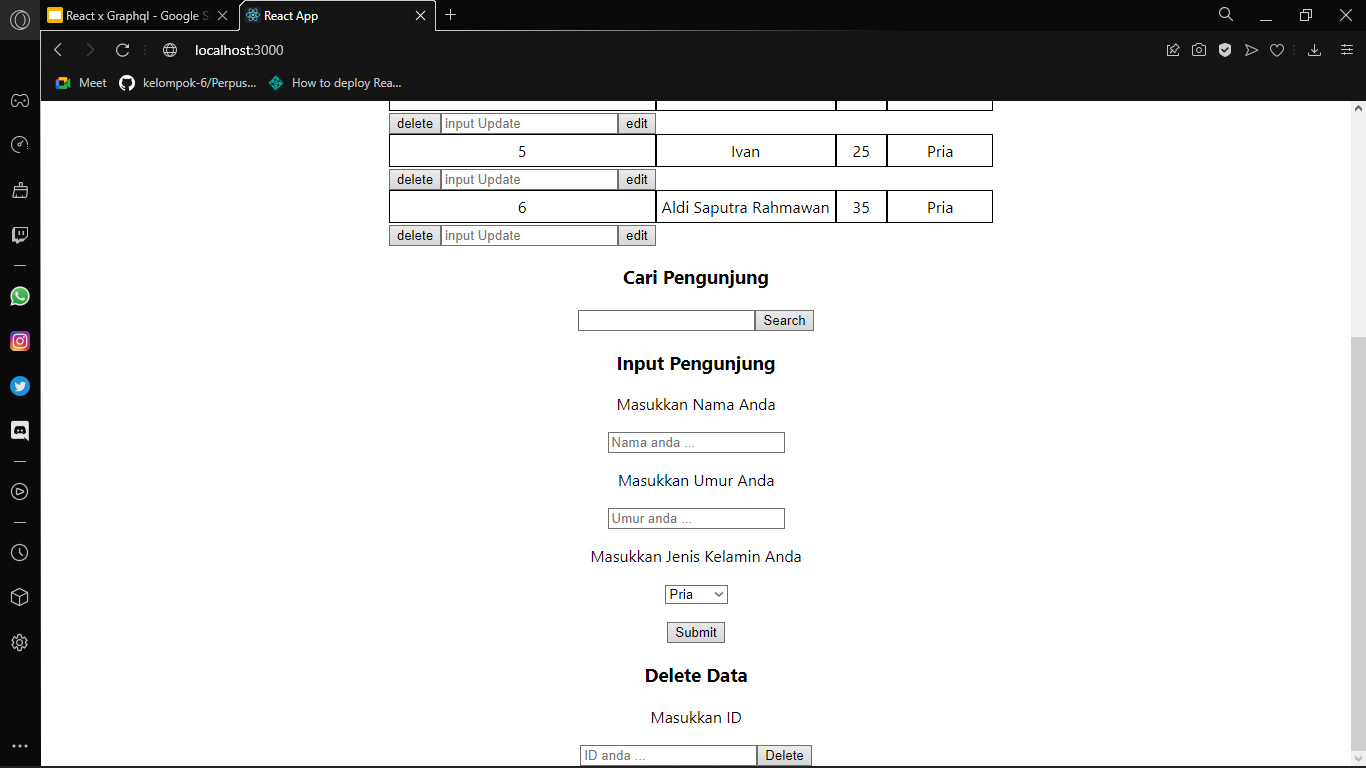 React x Graphql - Google S
React App
localhost:3000
Meet
kelompok-6/Perpus...
How to deploy Rea...
delete input Update edit
5 Ivan 25 Pria
delete input Update edit
6 Aldi Saputra Rahmawan 35 Pria
delete input Update edit
Cari Pengunjung
Search
Input Pengunjung
Masukkan Nama Anda
Nama anda ...
Masukkan Umur Anda
Umur anda ...
Masukkan Jenis Kelamin Anda
Pria
Submit
Delete Data
Masukkan ID
ID anda ... Delete